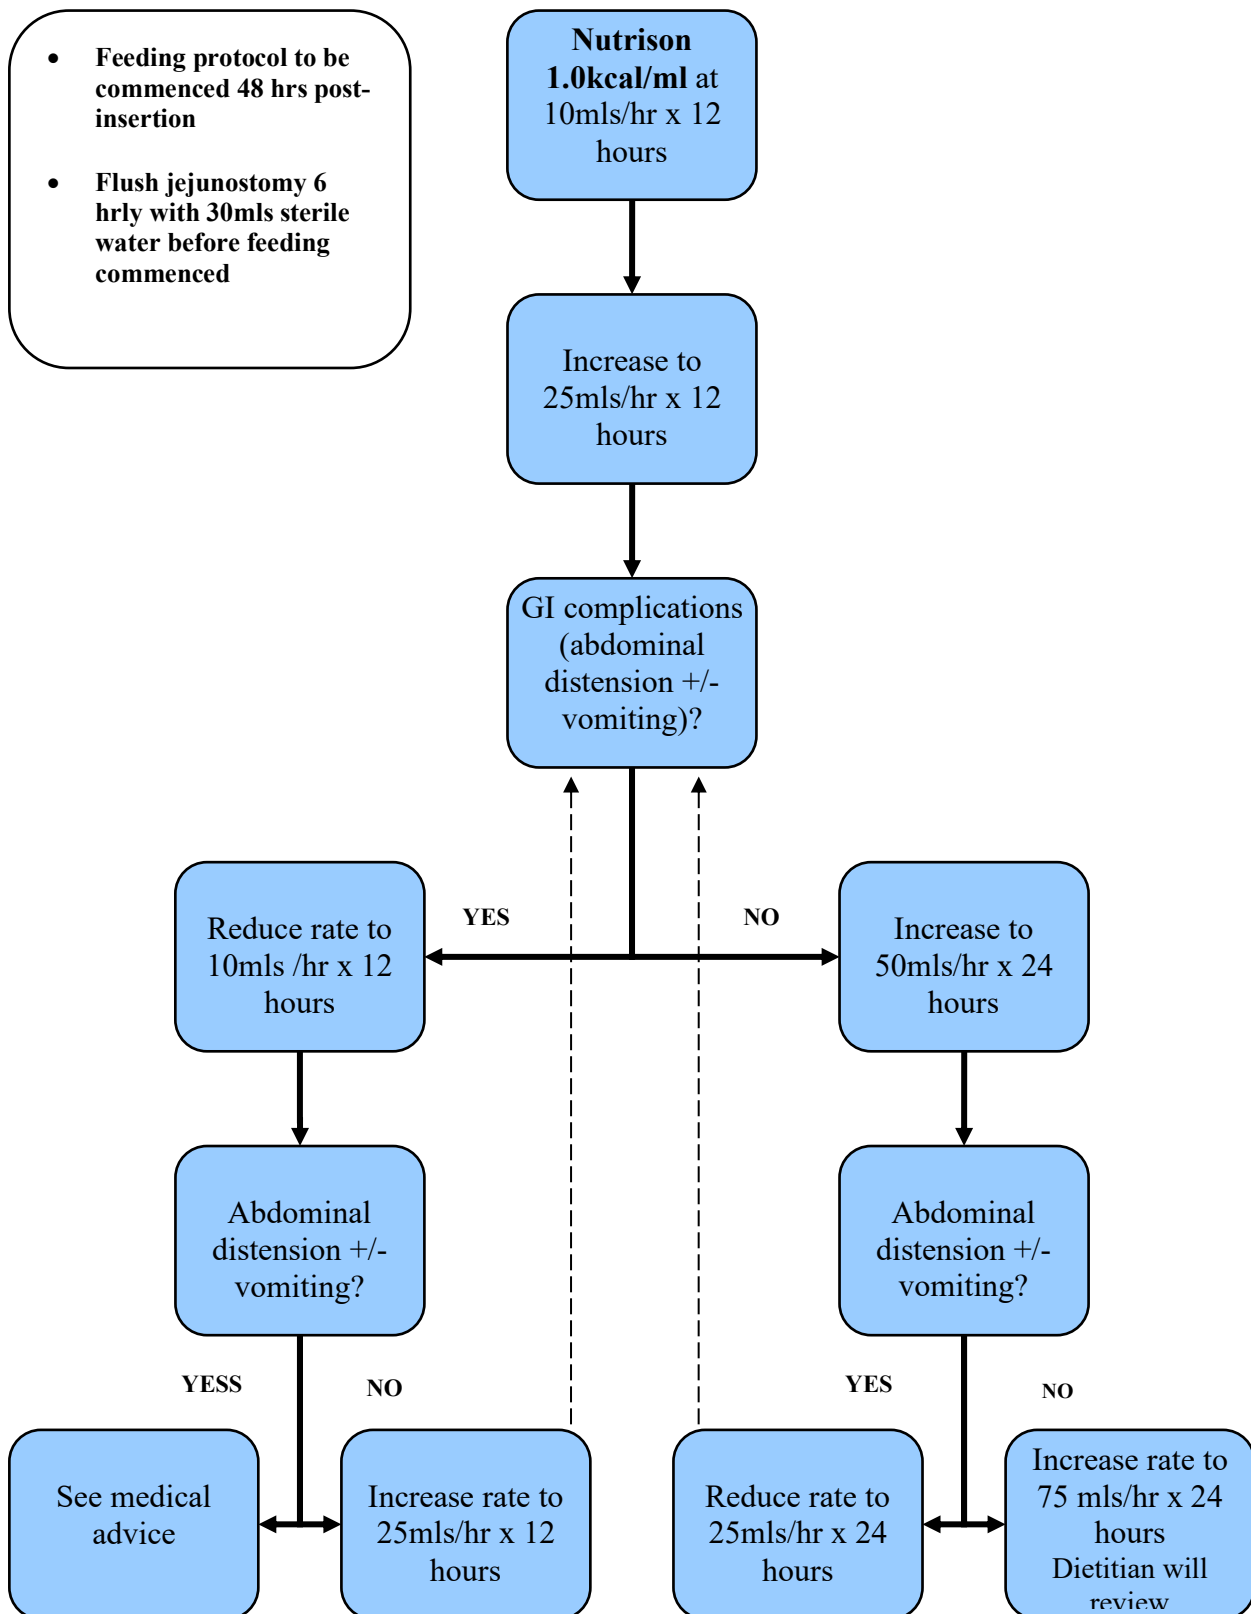 • Feeding protocol to be
commenced 48 hrs post-
insertion
• Flush jejunostomy 6
hrly with 30mls sterile
water before feeding
commenced
Nutrison
1.0kcal/ml at
10mls/hr x 12
hours
Increase to
25mls/hr x 12
hours
GI complications
(abdominal
distension +/-
vomiting)?
YES
NO
Reduce rate to
10mls /hr x 12
hours
Increase to
50mls/hr x 24
hours
Abdominal
distension +/-
vomiting?
Abdominal
distension +/-
vomiting?
YESS
NO
YES
NO
See medical
advice
Increase rate to
25mls/hr x 12
hours
Reduce rate to
25mls/hr x 24
hours
Increase rate to
75 mls/hr x 24
hours
Dietitian will
review